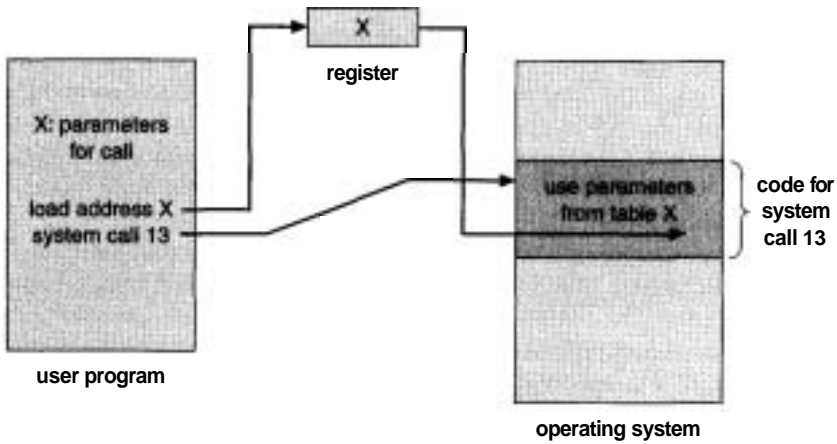 X
register
X: parameters
for call
load address X
system call 13
user program
use parameters
from table X
code for
system
call 13
operating system